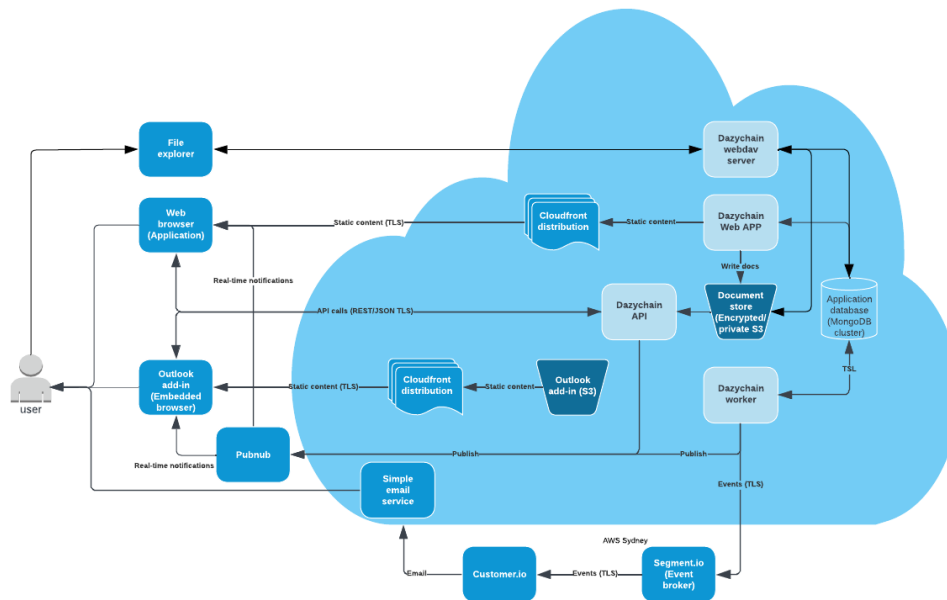 File
explorer
Dazychain
webdav
server
Web
browser
(Application)
Static content (TLS)
Cloudfront
distribution
Static content
Dazychain
Web APP
Write docs
Real-time notifications
API calls (REST/JSON TLS)
Dazychain
API
Document
store
(Encrypted/
private S3
Application
database
(MongoDB
cluster)
TSL
user
Outlook
add-in
(Embedded
browser)
Static content (TLS)
Cloudfront
distribution
Static content
Outlook
add-in (S3)
Dazychain
worker
Real-time notifications
Pubnub
Publish
Publish
Simple
email
service
Events (TLS)
AWS Sydney
Email
Customer.io
Events (TLS)
Segment.io
(Event
broker)